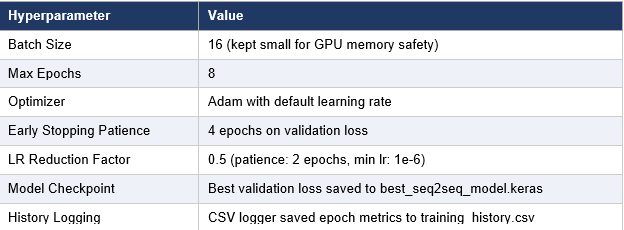 Hyperparameter Value
Batch Size 16 (kept small for GPU memory safety)
Max Epochs 8
Optimizer Adam with default learning rate
Early Stopping Patience 4 epochs on validation loss
LR Reduction Factor 0.5 (patience: 2 epochs, min lr: 1e-6)
Model Checkpoint Best validation loss saved to best_seq2seq_model.keras
History Logging CSV logger saved epoch metrics to training_history.csv